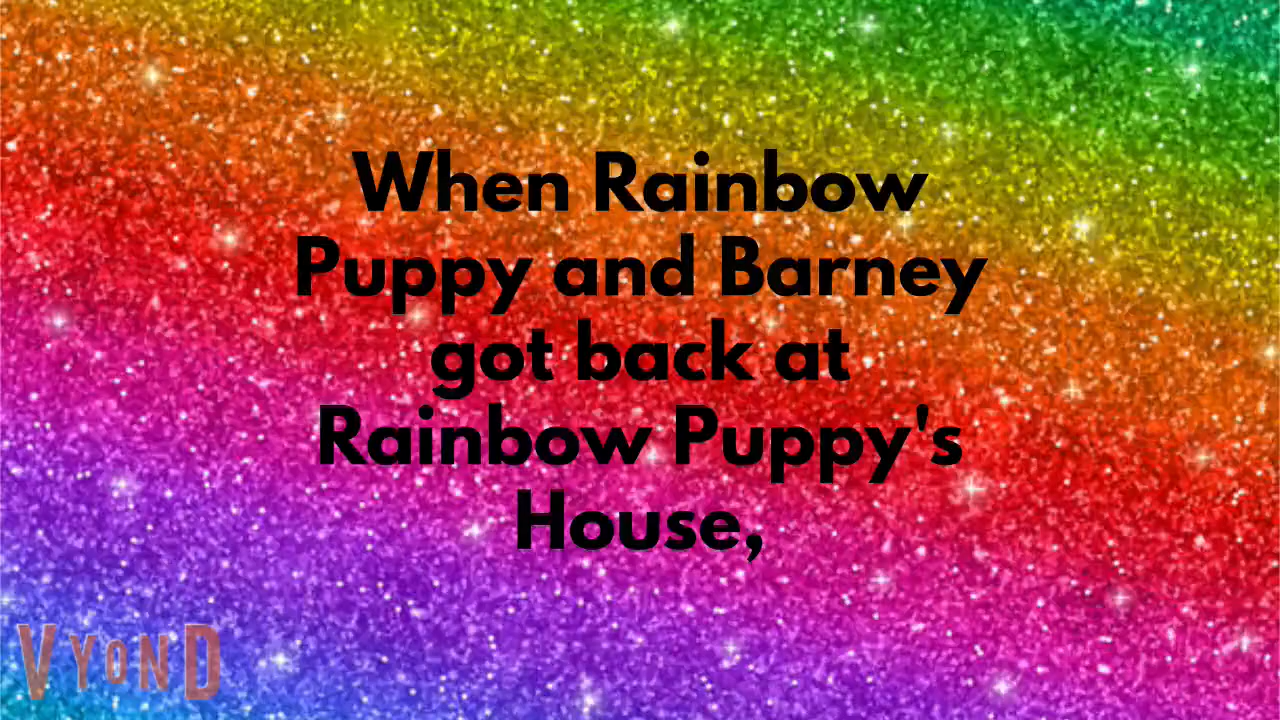 When Rainbow
Puppy and Barney
got back at
Rainbow Puppy's
House,
VYOND